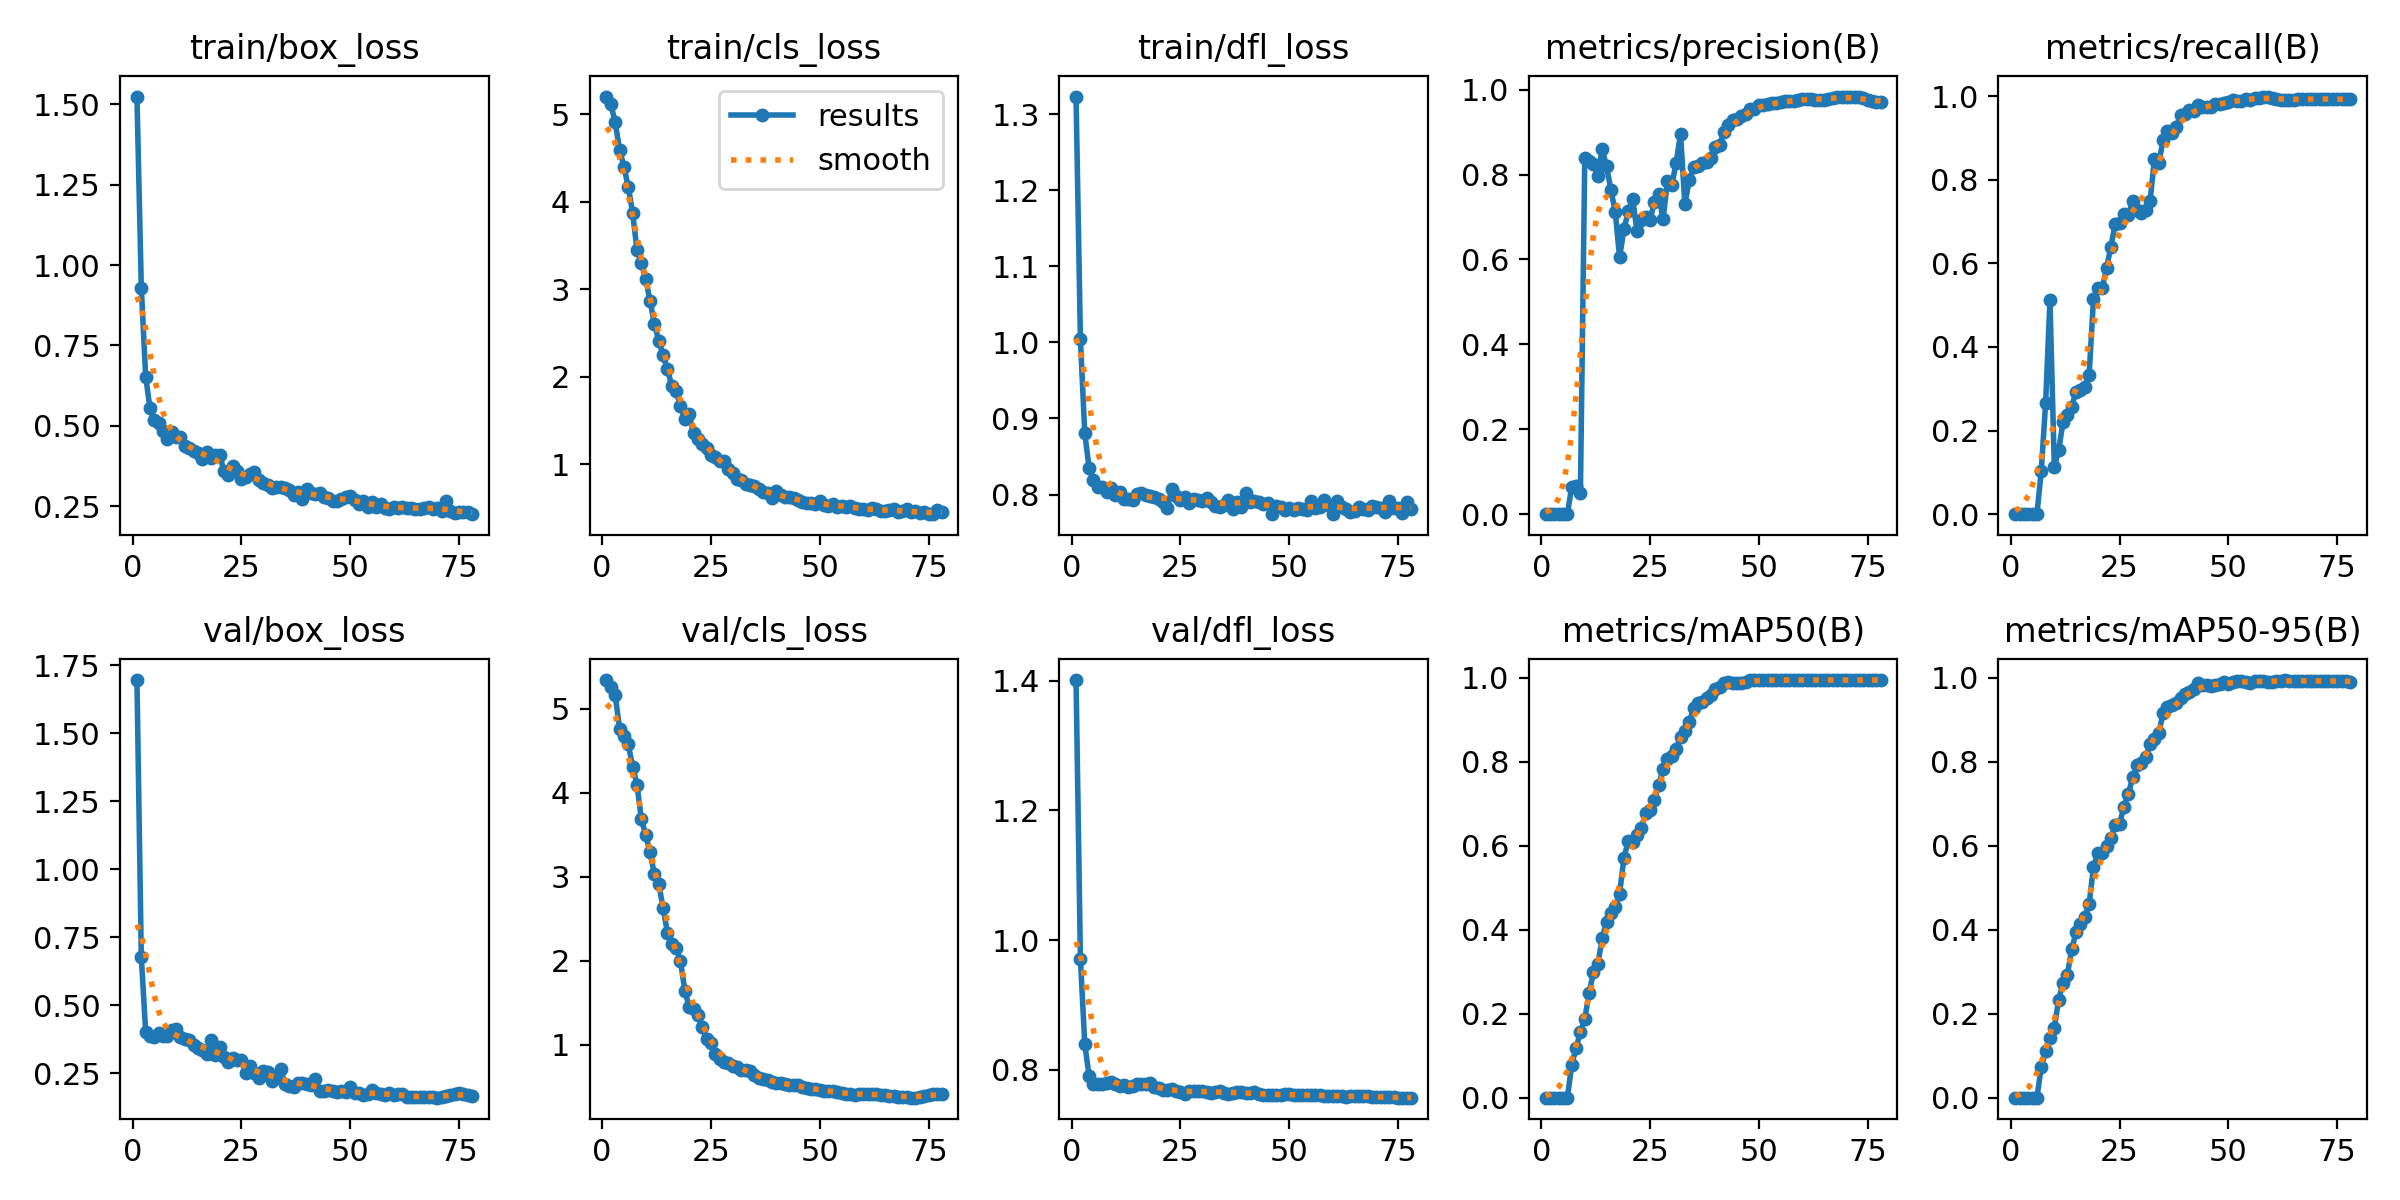 train/box_loss
train/cls_loss
train/dfl_loss
metrics/precision(B)
metrics/recall(B)
1.50
1.25
1.00
0.75
0.50
0.25
0 25 50 75
5
4
3
2
1
results
smooth
0 25 50 75
1.3
1.2
1.1
1.0
0.9
0.8
0 25 50 75
1.0
0.8
0.6
0.4
0.2
0.0
0 25 50 75
1.0
0.8
0.6
0.4
0.2
0.0
0 25 50 75
val/box_loss
val/cls_loss
val/dfl_loss
metrics/mAP50(B)
metrics/mAP50-95(B)
1.75
1.50
1.25
1.00
0.75
0.50
0.25
0 25 50 75
5
4
3
2
1
0 25 50 75
1.4
1.2
1.0
0.8
0 25 50 75
1.0
0.8
0.6
0.4
0.2
0.0
0 25 50 75
1.0
0.8
0.6
0.4
0.2
0.0
0 25 50 75